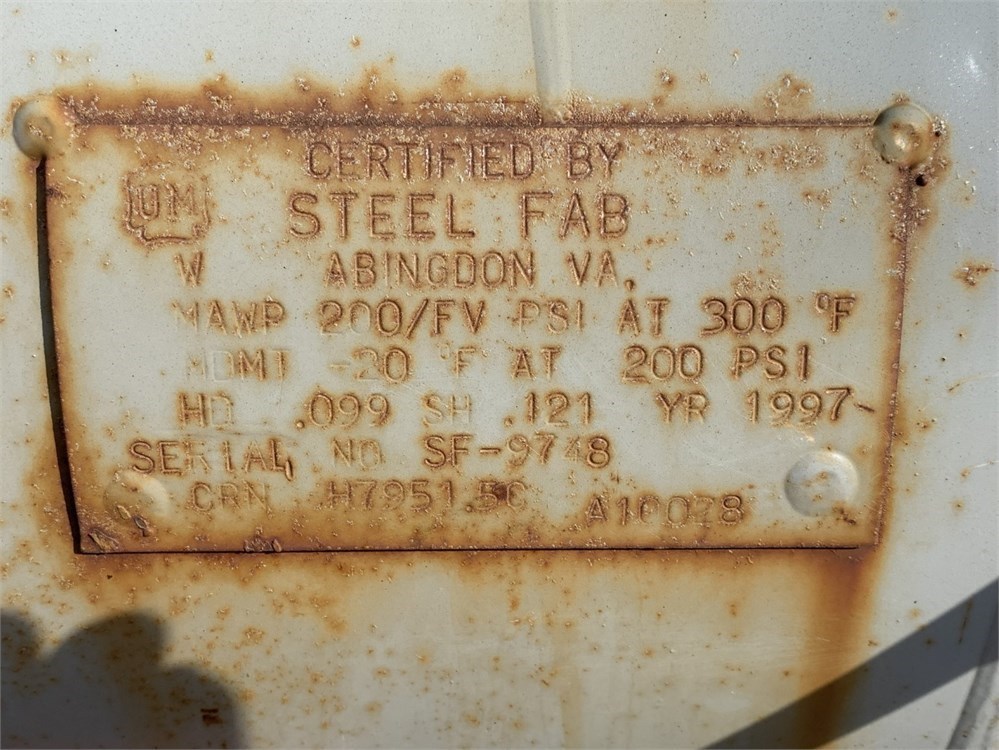 CERTIFIED BY
UM
STEEL FAB
W ABINGDON VA,
MAWP 200/FV PSI AT 300 °F
MDMT -20 °F AT 200 PSI
HD .099 SH .121 YR 1997
SERIAL NO SF-9748
CRN H7951.5C